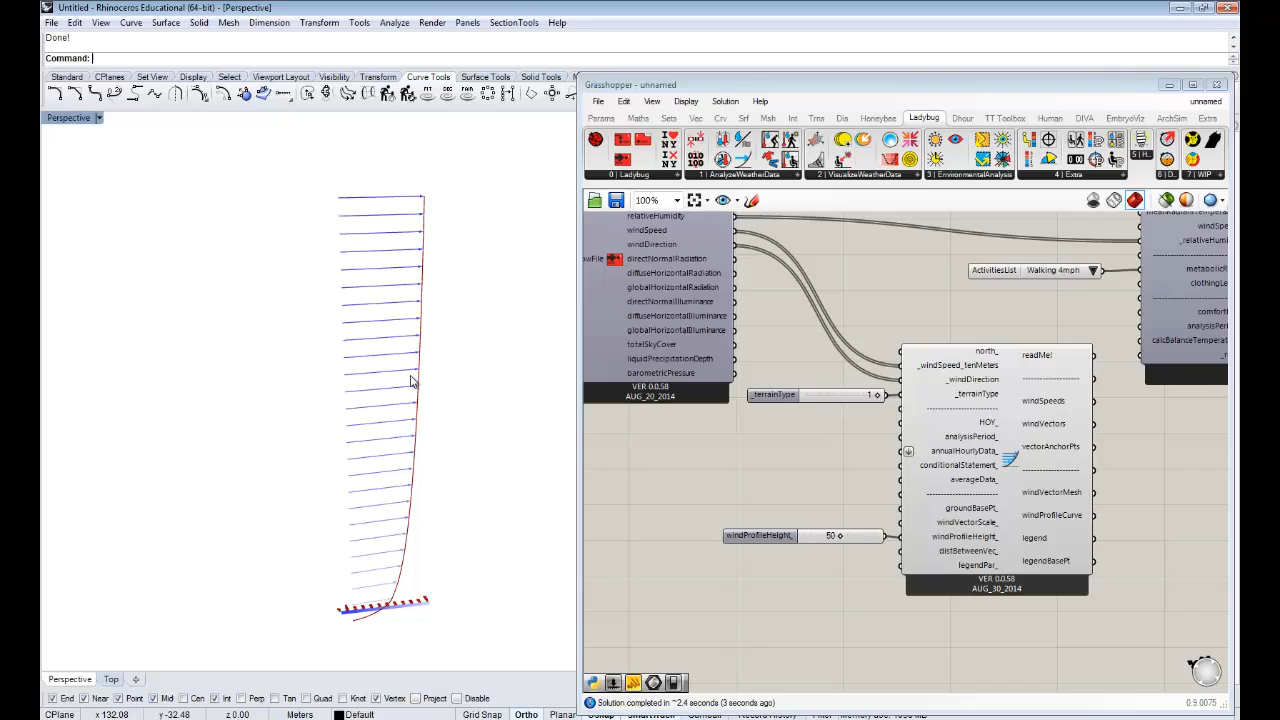 Untitled - Rhinoceros Educational (64-bit) - [Perspective]
File Edit View Curve Surface Solid Mesh Dimension Transform Tools Analyze Render Panels SectionTools Help
Done!
Command:
Standard CPlanes Set View Display Select Viewport Layout Visibility Transform Curve Tools Surface Tools Solid Tools
Perspective
Grasshopper - unnamed
File Edit View Display Solution Help unnamed
Params Maths Sets Vec Crv Srf Msh Int Trns Dis Honeybee Ladybug Dhour TT Toolbox Human DIVA EmbryoViz ArchSim Extra
0 | Ladybug 1 | AnalyzeWeatherData 2 | VisualizeWeatherData 3 | EnvironmentalAnalysis 4 | Extra 5 | H.. 6 | D.. 7 | WIP
100%
relativeHumidity
windSpeed
windDirection
directNormalRadiation
diffuseHorizontalRadiation
globalHorizontalRadiation
directNormalIlluminance
diffuseHorizontalIlluminance
globalHorizontalIlluminance
totalSkyCover
liquidPrecipitationDepth
barometricPressure
VER 0.0.58
AUG_20_2014
_relativeHumi
ActivitiesList Walking 4mph
metabolicR
clothingLe
comfortP
analysisPerio
calcBalanceTempera
_terrainType 1
windProfileHeight_ 50
north_
_windSpeed_tenMeters
_windDirection
_terrainType
HOY_
analysisPeriod_
annualHourlyData_
conditionalStatement_
averageData_
groundBasePt_
windVectorScale_
windProfileHeight_
distBetweenVec_
legendPar_
readMe!
windSpeeds
windVectors
vectorAnchorPts
windVectorMesh
windProfileCurve
legend
legendBasePt
VER 0.0.58
AUG_30_2014
Solution completed in ~2.4 seconds (3 seconds ago)
0.9.0075
Perspective Top
End Near Point Mid Cen Int Perp Tan Quad Knot Vertex Project Disable
CPlane x 132.08 y -32.48 z 0.00 Meters Default Grid Snap Ortho Planar